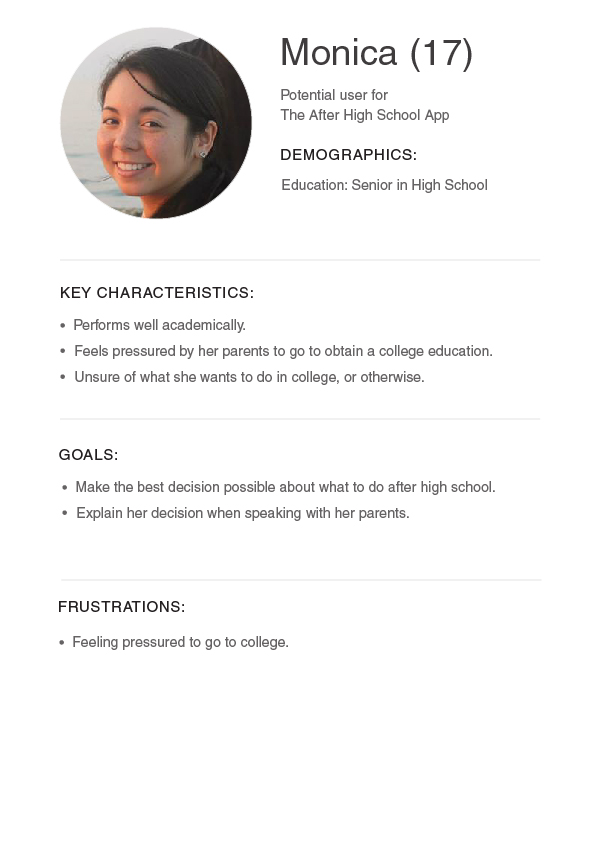 Monica (17)
Potential user for
The After High School App
DEMOGRAPHICS:
Education: Senior in High School
KEY CHARACTERISTICS:
• Performs well academically.
• Feels pressured by her parents to go to obtain a college education.
• Unsure of what she wants to do in college, or otherwise.
GOALS:
• Make the best decision possible about what to do after high school.
• Explain her decision when speaking with her parents.
FRUSTRATIONS:
• Feeling pressured to go to college.